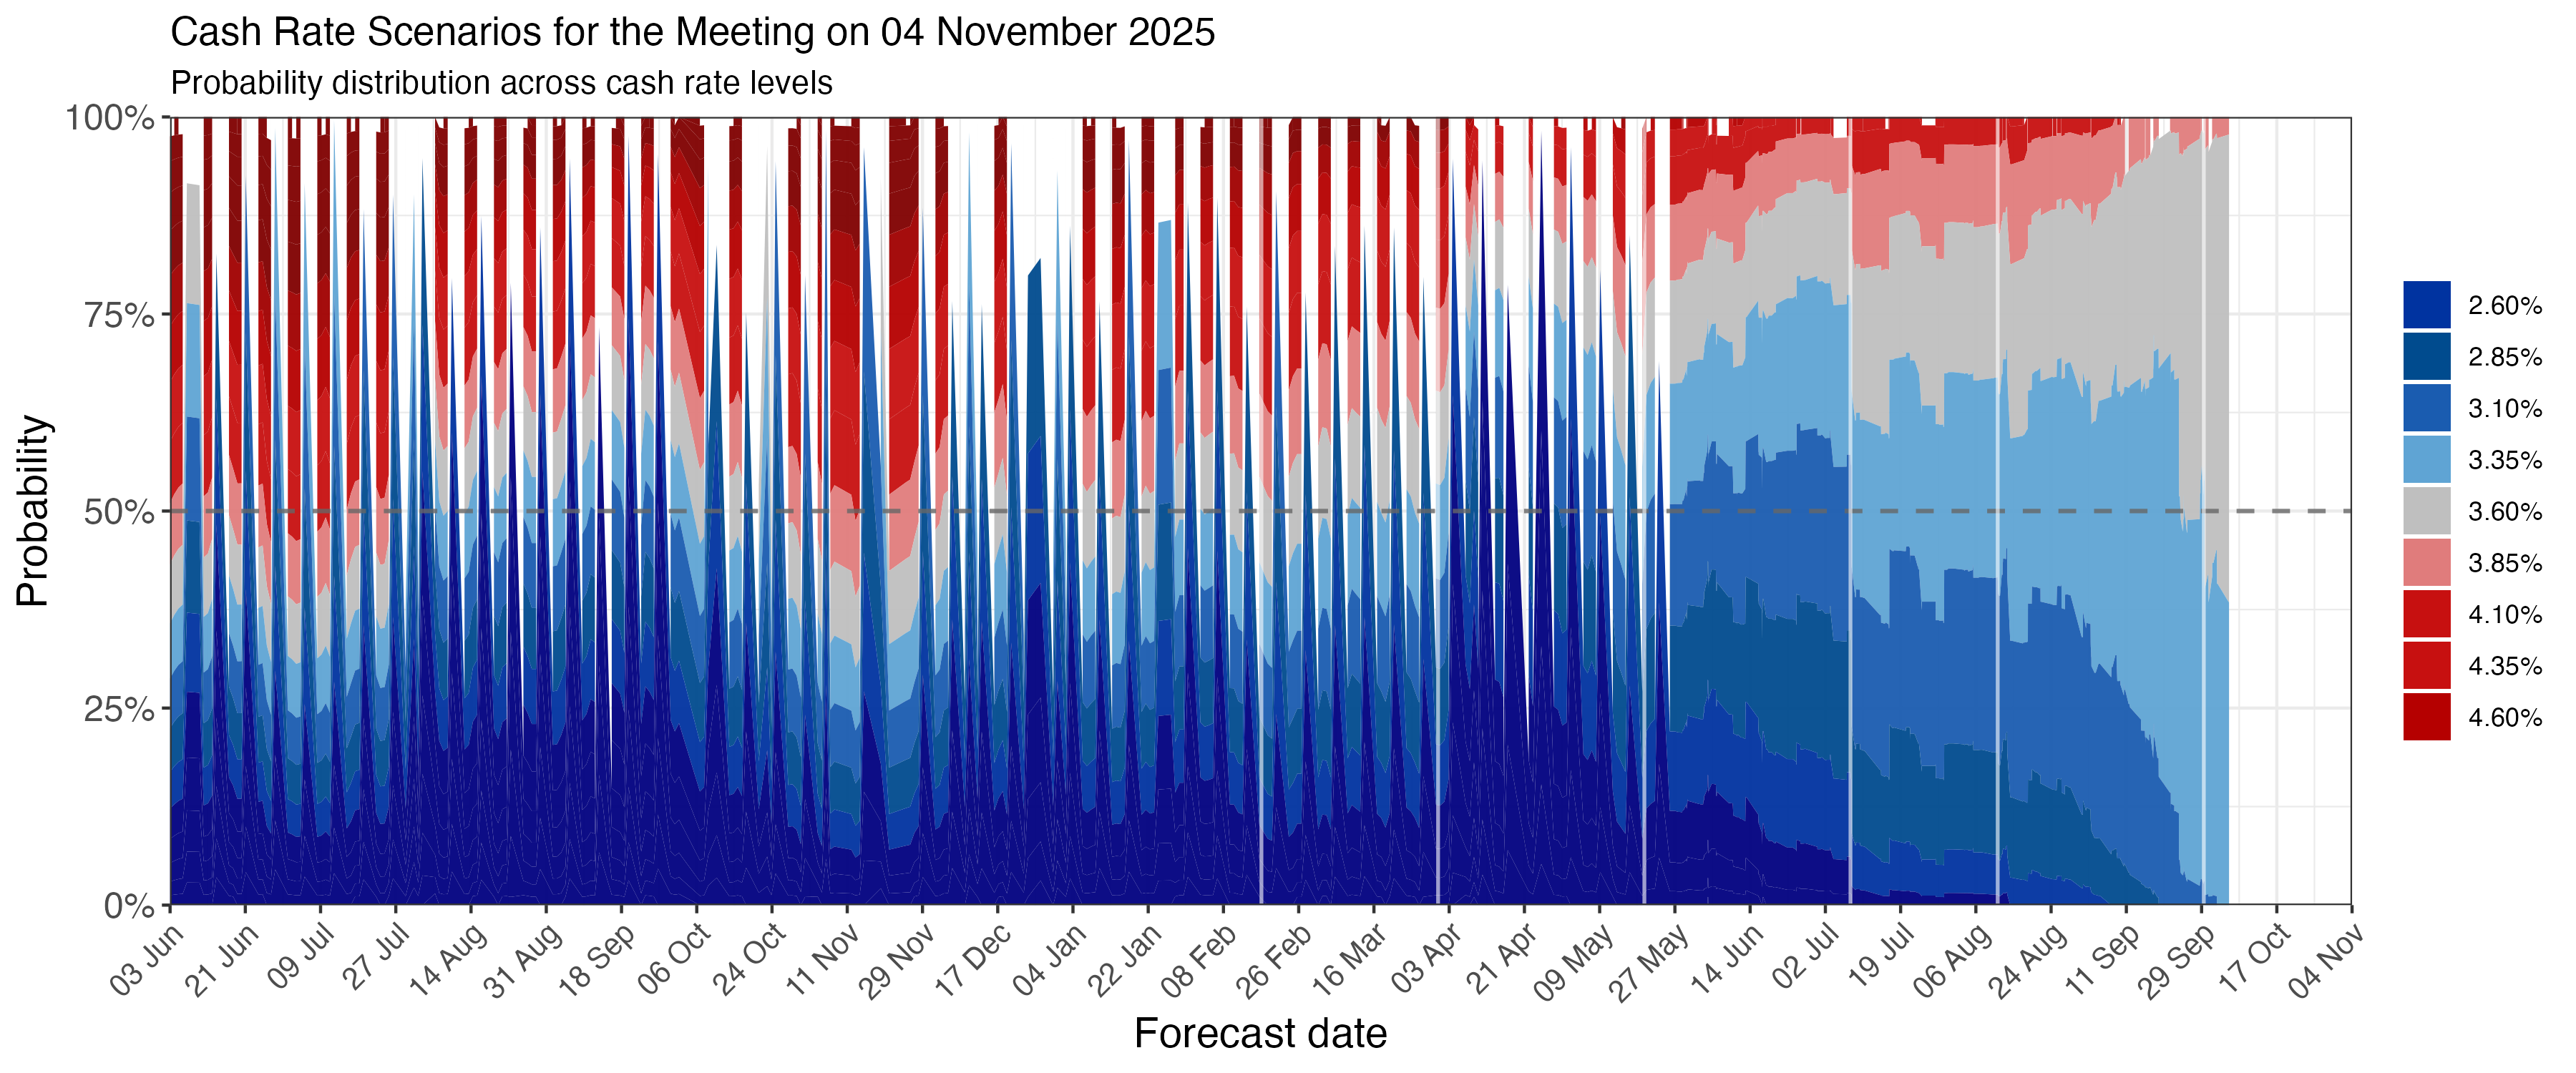 Cash Rate Scenarios for the Meeting on 04 November 2025
Probability distribution across cash rate levels
100%
75%
50%
25%
0%
Probability
03 Jun
21 Jun
09 Jul
27 Jul
14 Aug
31 Aug
18 Sep
06 Oct
24 Oct
11 Nov
29 Nov
17 Dec
04 Jan
22 Jan
08 Feb
26 Feb
16 Mar
03 Apr
21 Apr
09 May
27 May
14 Jun
02 Jul
19 Jul
06 Aug
24 Aug
11 Sep
29 Sep
17 Oct
04 Nov
Forecast date
2.60%
2.85%
3.10%
3.35%
3.60%
3.85%
4.10%
4.35%
4.60%